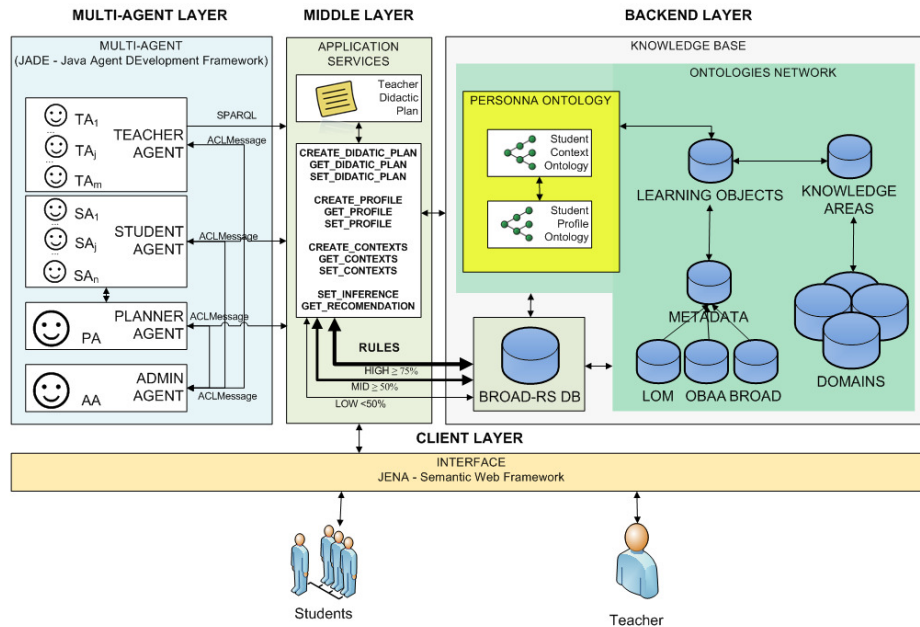 MULTI-AGENT LAYER
MIDDLE LAYER
BACKEND LAYER
MULTI-AGENT
(JADE - Java Agent DEvelopment Framework)
TA1
...
TAj
...
TAm
TEACHER
AGENT
SA1
SAj
...
SAn
STUDENT
AGENT
PA
PLANNER
AGENT
AA
ADMIN
AGENT
SPARQL
ACLMessage
ACLMessage
ACLMessage
ACLMessage
APPLICATION
SERVICES
Teacher
Didactic
Plan
CREATE_DIDATIC_PLAN
GET_DIDATIC_PLAN
SET_DIDATIC_PLAN
CREATE_PROFILE
GET_PROFILE
SET_PROFILE
CREATE_CONTEXTS
GET_CONTEXTS
SET_CONTEXTS
SET_INFERENCE
GET_RECOMENDATION
RULES
HIGH ≥ 75%
MID ≥ 50%
LOW <50%
KNOWLEDGE BASE
ONTOLOGIES NETWORK
PERSONNA ONTOLOGY
Student
Context
Ontology
Student
Profile
Ontology
LEARNING OBJECTS
KNOWLEDGE
AREAS
METADATA
LOM
OBAA
BROAD
DOMAINS
BROAD-RS DB
CLIENT LAYER
INTERFACE
JENA - Semantic Web Framework
Students
Teacher